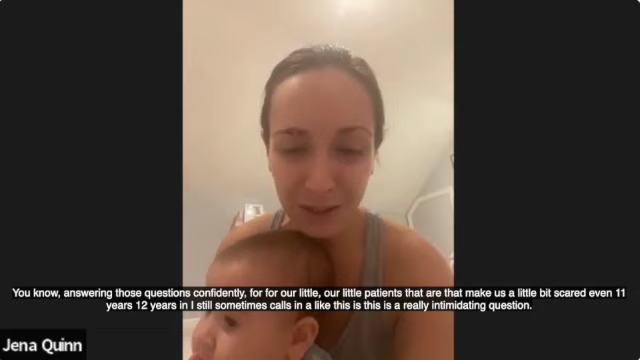 You know, answering those questions confidently, for for our little, our little patients that are that make us a little bit scared even 11
years 12 years in I still sometimes calls in a like this is this is a really intimidating question.
Jena Quinn